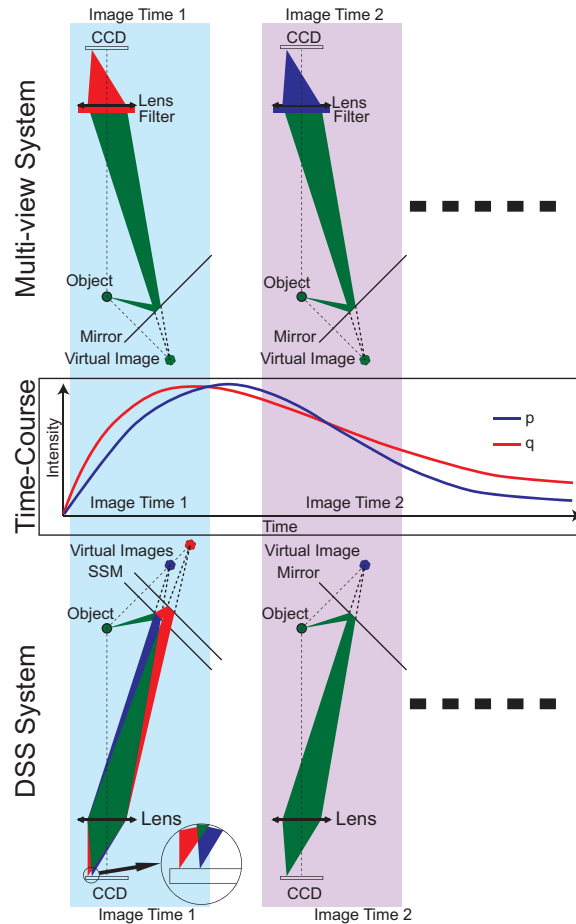 Image Time 1
Image Time 2
Multi-view System
CCD
CCD
Lens
Filter
Lens
Filter
Object
Object
Mirror
Mirror
Virtual Image
Virtual Image
Time-Course
Intensity
p
q
Image Time 1
Image Time 2
Time
DSS System
Virtual Images
SSM
Virtual Image
Mirror
Object
Object
Lens
Lens
CCD
CCD
Image Time 1
Image Time 2